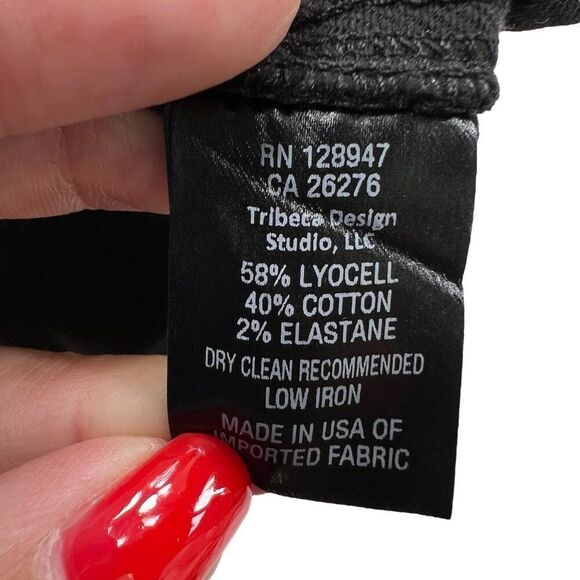 RN 128947
CA 26276
Tribeca Design
Studio, LLC
58% LYOCELL
40% COTTON
2% ELASTANE
DRY CLEAN RECOMMENDED
LOW IRON
MADE IN USA OF
IMPORTED FABRIC